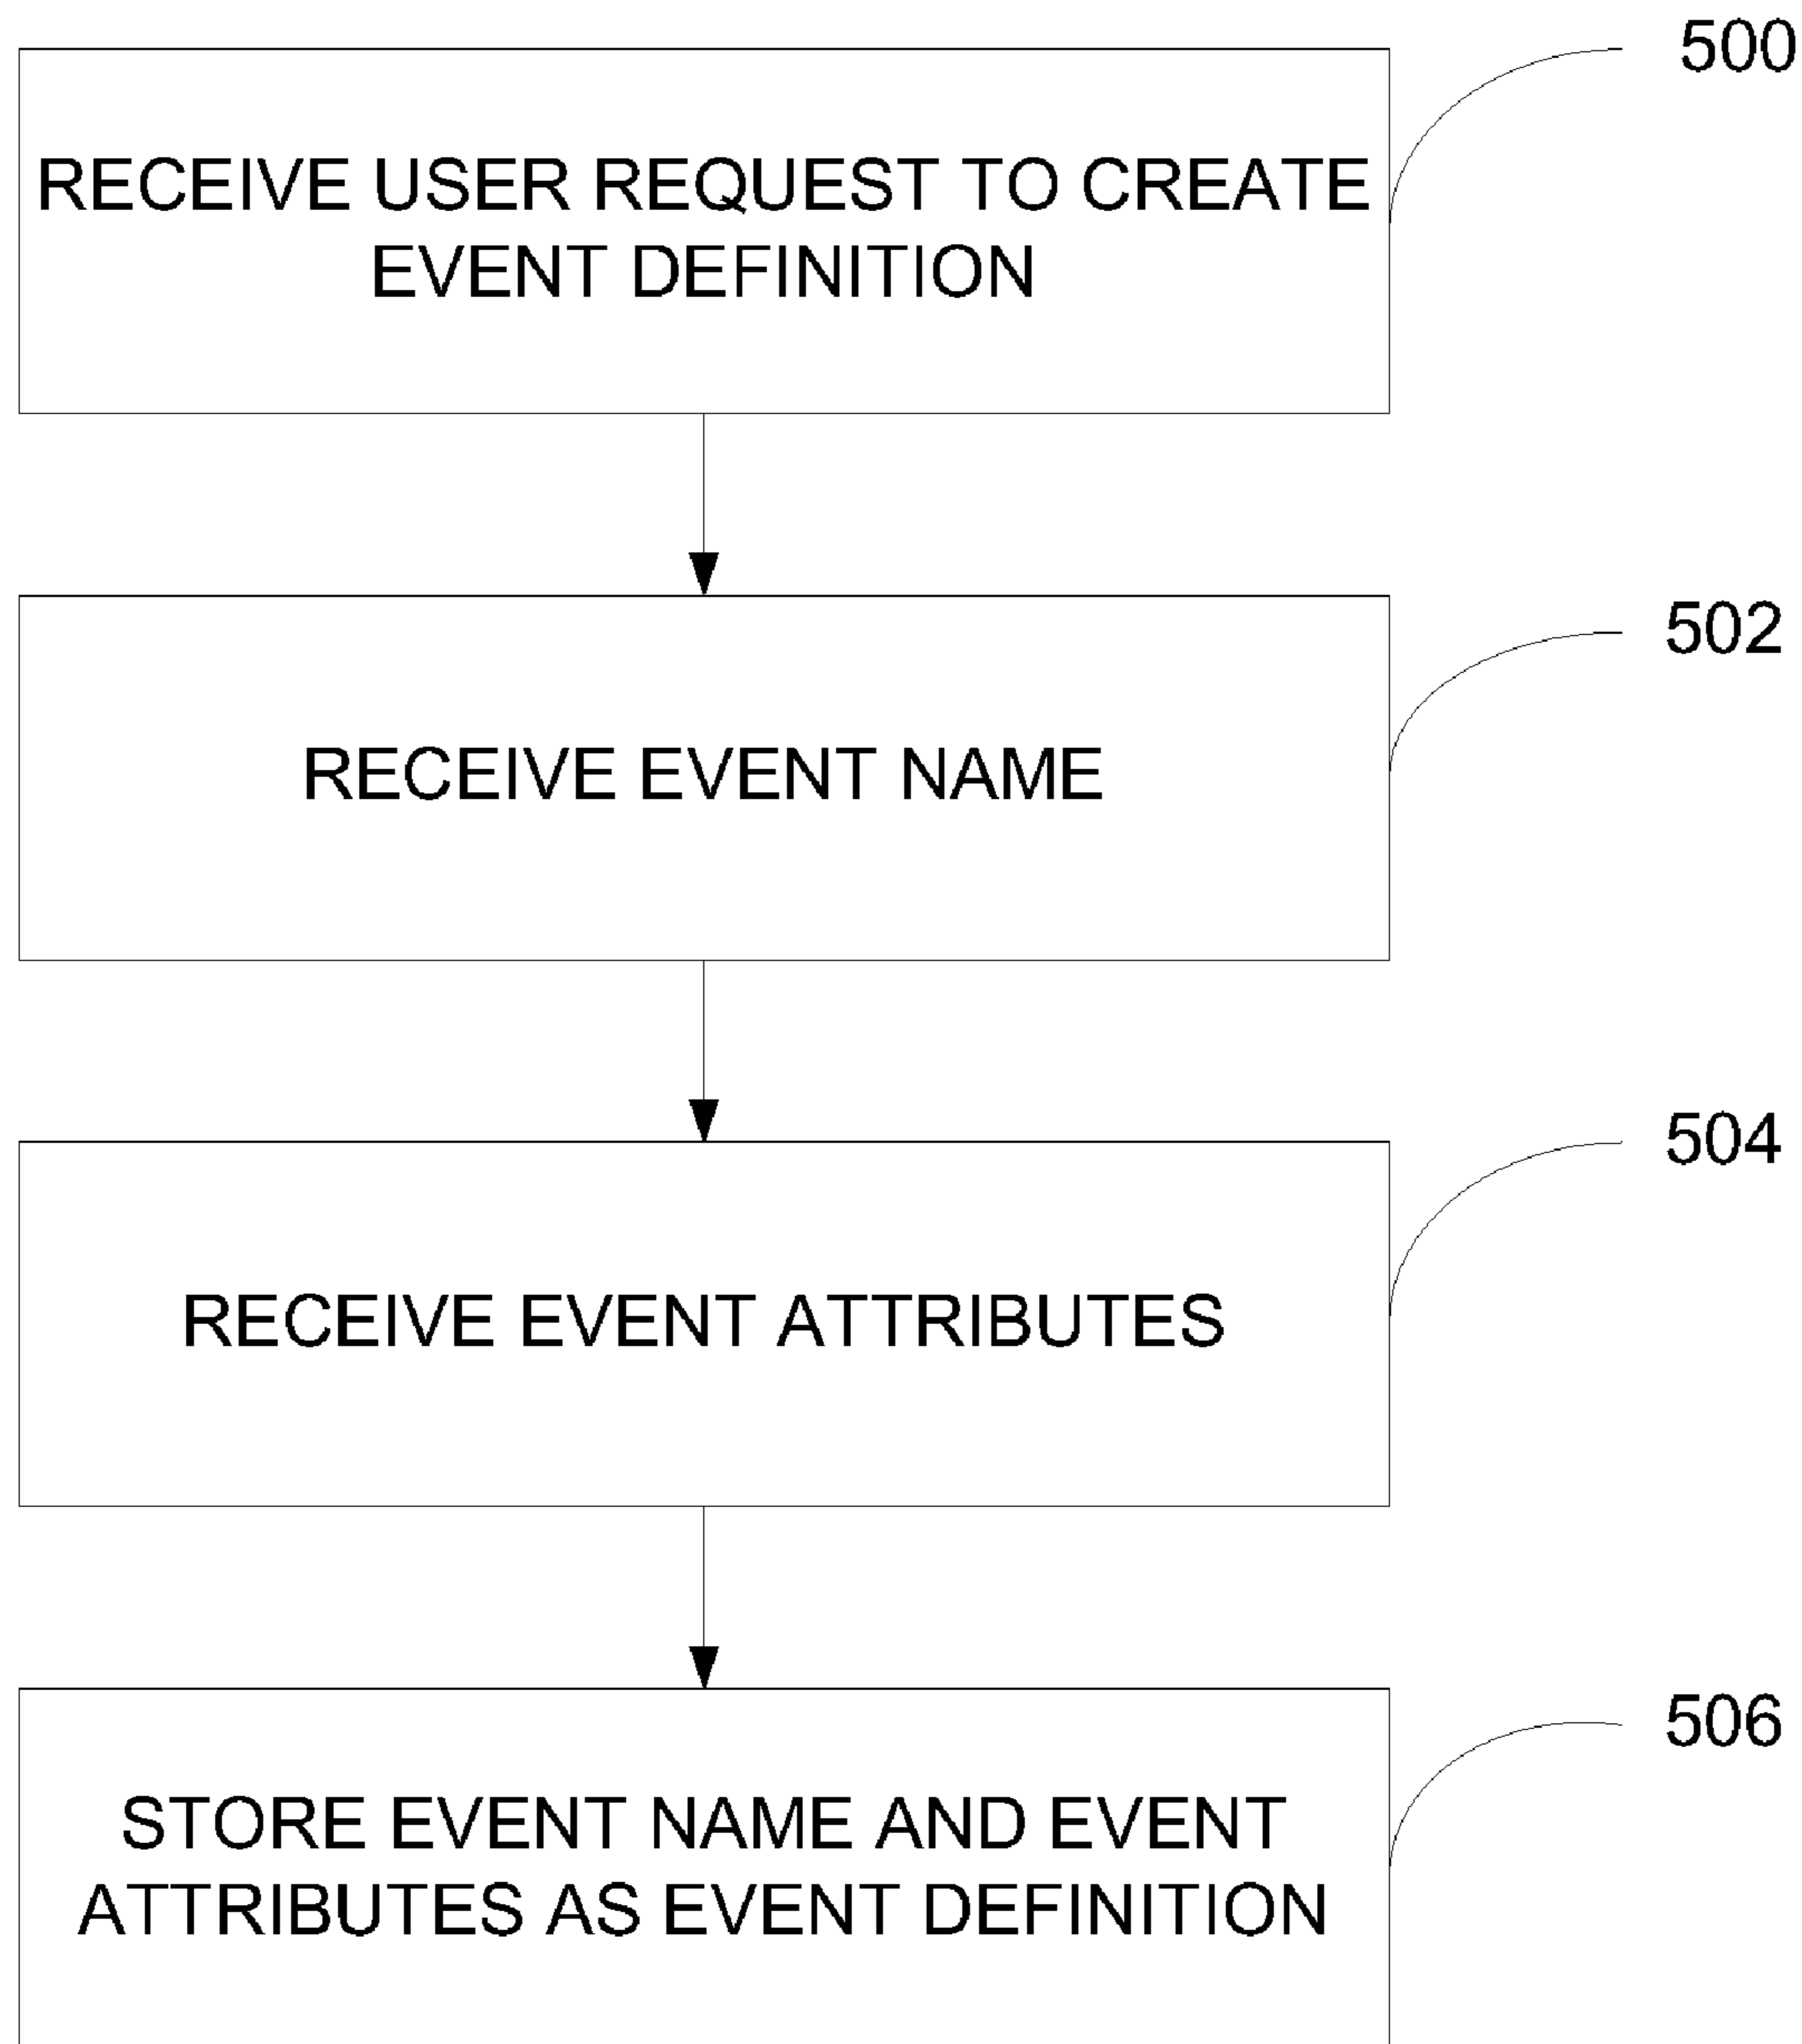 500
RECEIVE USER REQUEST TO CREATE
EVENT DEFINITION
502
RECEIVE EVENT NAME
504
RECEIVE EVENT ATTRIBUTES
506
STORE EVENT NAME AND EVENT
ATTRIBUTES AS EVENT DEFINITION